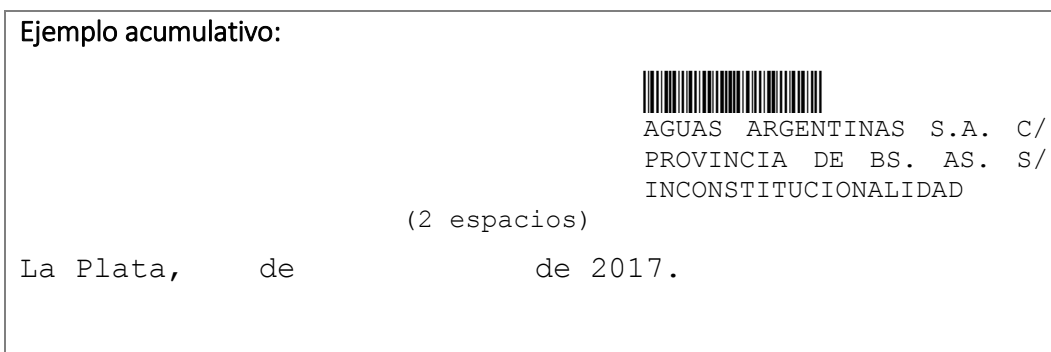 Ejemplo acumulativo:
AGUAS ARGENTINAS S.A. C/
PROVINCIA DE BS. AS. S/
INCONSTITUCIONALIDAD
(2 espacios)
La Plata, de de 2017.